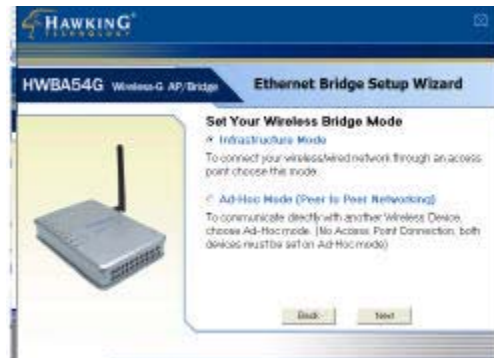 HAWKING
TECHNOLOGY
HWBA54G Wireless-G AP/Bridge
Ethernet Bridge Setup Wizard
Set Your Wireless Bridge Mode
Infrastructure Mode
To connect your wireless/wired network through an access
point choose this mode.
Ad-Hoc Mode (Peer to Peer Networking)
To communicate directly with another Wireless Device,
choose Ad-Hoc mode. (No Access Point Connection, both
devices must be set on Ad-Hoc mode)
Back Next